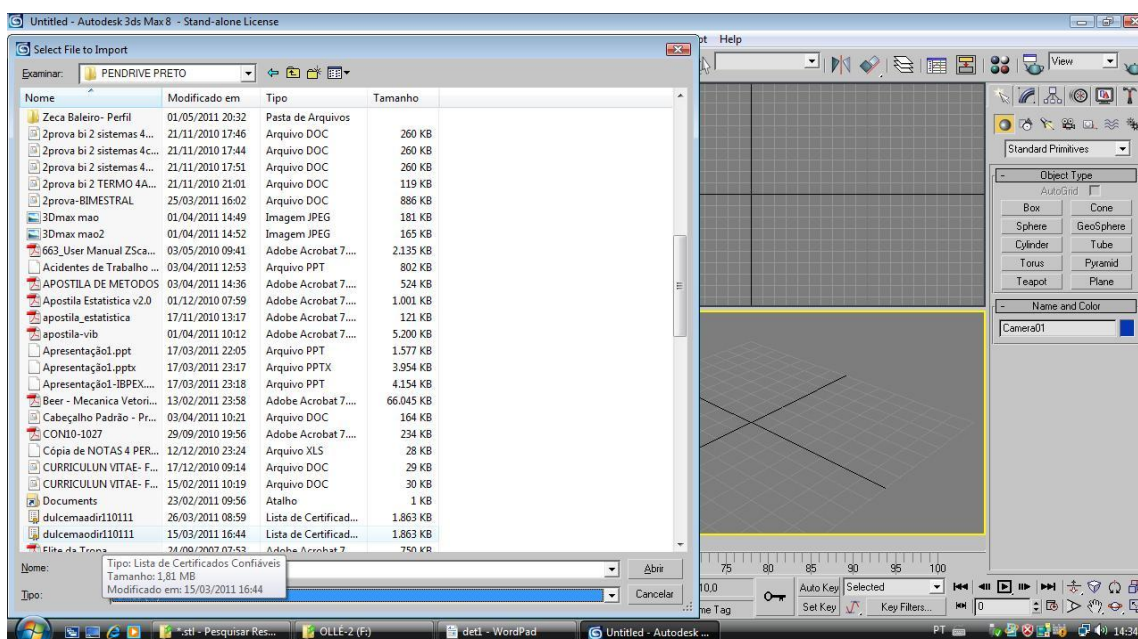 Untitled - Autodesk 3ds Max 8 - Stand-alone License
Help
Select File to Import
Examinar: PENDRIVE PRETO
View
Nome Modificado em Tipo Tamanho
Zeca Baleiro- Perfil 01/05/2011 20:32 Pasta de Arquivos
2prova bi 2 sistemas 4... 21/11/2010 17:46 Arquivo DOC 260 KB
2prova bi 2 sistemas 4c... 21/11/2010 17:44 Arquivo DOC 260 KB
2prova bi 2 sistemas 4... 21/11/2010 17:51 Arquivo DOC 260 KB
2prova bi 2 TERMO 4A... 21/11/2010 21:01 Arquivo DOC 119 KB
2prova-BIMESTRAL 25/03/2011 16:02 Arquivo DOC 886 KB
3Dmax mao 01/04/2011 14:49 Imagem JPEG 181 KB
3Dmax mao2 01/04/2011 14:52 Imagem JPEG 165 KB
663_User Manual ZSca... 03/05/2010 09:41 Adobe Acrobat 7.... 2.135 KB
Acidentes de Trabalho ... 03/04/2011 12:53 Arquivo PPT 802 KB
APOSTILA DE METODOS 03/04/2011 14:36 Adobe Acrobat 7.... 524 KB
Apostila Estatistica v2.0 01/12/2010 07:59 Adobe Acrobat 7.... 1.001 KB
apostila_estatistica 17/11/2010 13:17 Adobe Acrobat 7.... 121 KB
apostila-vib 01/04/2011 10:12 Adobe Acrobat 7.... 5.200 KB
Apresentação1.ppt 17/03/2011 22:05 Arquivo PPT 1.577 KB
Apresentação1.pptx 17/03/2011 23:17 Arquivo PPTX 3.954 KB
Apresentação1-IBPEX.... 17/03/2011 23:18 Arquivo PPT 4.154 KB
Beer - Mecanica Vetori... 13/02/2011 23:58 Adobe Acrobat 7.... 66.045 KB
Cabeçalho Padrão - Pr... 03/04/2011 10:21 Arquivo DOC 164 KB
CON10-1027 29/09/2010 19:56 Adobe Acrobat 7.... 234 KB
Cópia de NOTAS 4 PER... 12/12/2010 23:24 Arquivo XLS 28 KB
CURRICULUN VITAE- F... 17/12/2010 09:14 Arquivo DOC 29 KB
CURRICULUN VITAE- F... 15/02/2011 10:19 Arquivo DOC 30 KB
Documents 23/02/2011 09:56 Atalho 1 KB
dulcemaadir110111 26/03/2011 08:59 Lista de Certificad... 1.863 KB
dulcemaodir110111 15/03/2011 16:44 Lista de Certificad... 1.863 KB
Elite da Tropa 24/09/2007 07:53 Adobe Acrobat 7.... 750 KB
Nome: Abrir
Tipo: Cancelar
Tipo: Lista de Certificados Confiáveis
Tamanho: 1,81 MB
Modificado em: 15/03/2011 16:44
Standard Primitives
Object Type
AutoGrid
Box Cone
Sphere GeoSphere
Cylinder Tube
Torus Pyramid
Teapot Plane
Name and Color
Camera01
75 80 85 90 95 100
10.0 Auto Key Selected
me Tag Set Key Key Filters... 0
*.stl - Pesquisar Res... OLLÉ-2 (F:) det1 - WordPad Untitled - Autodesk ... PT 14:34